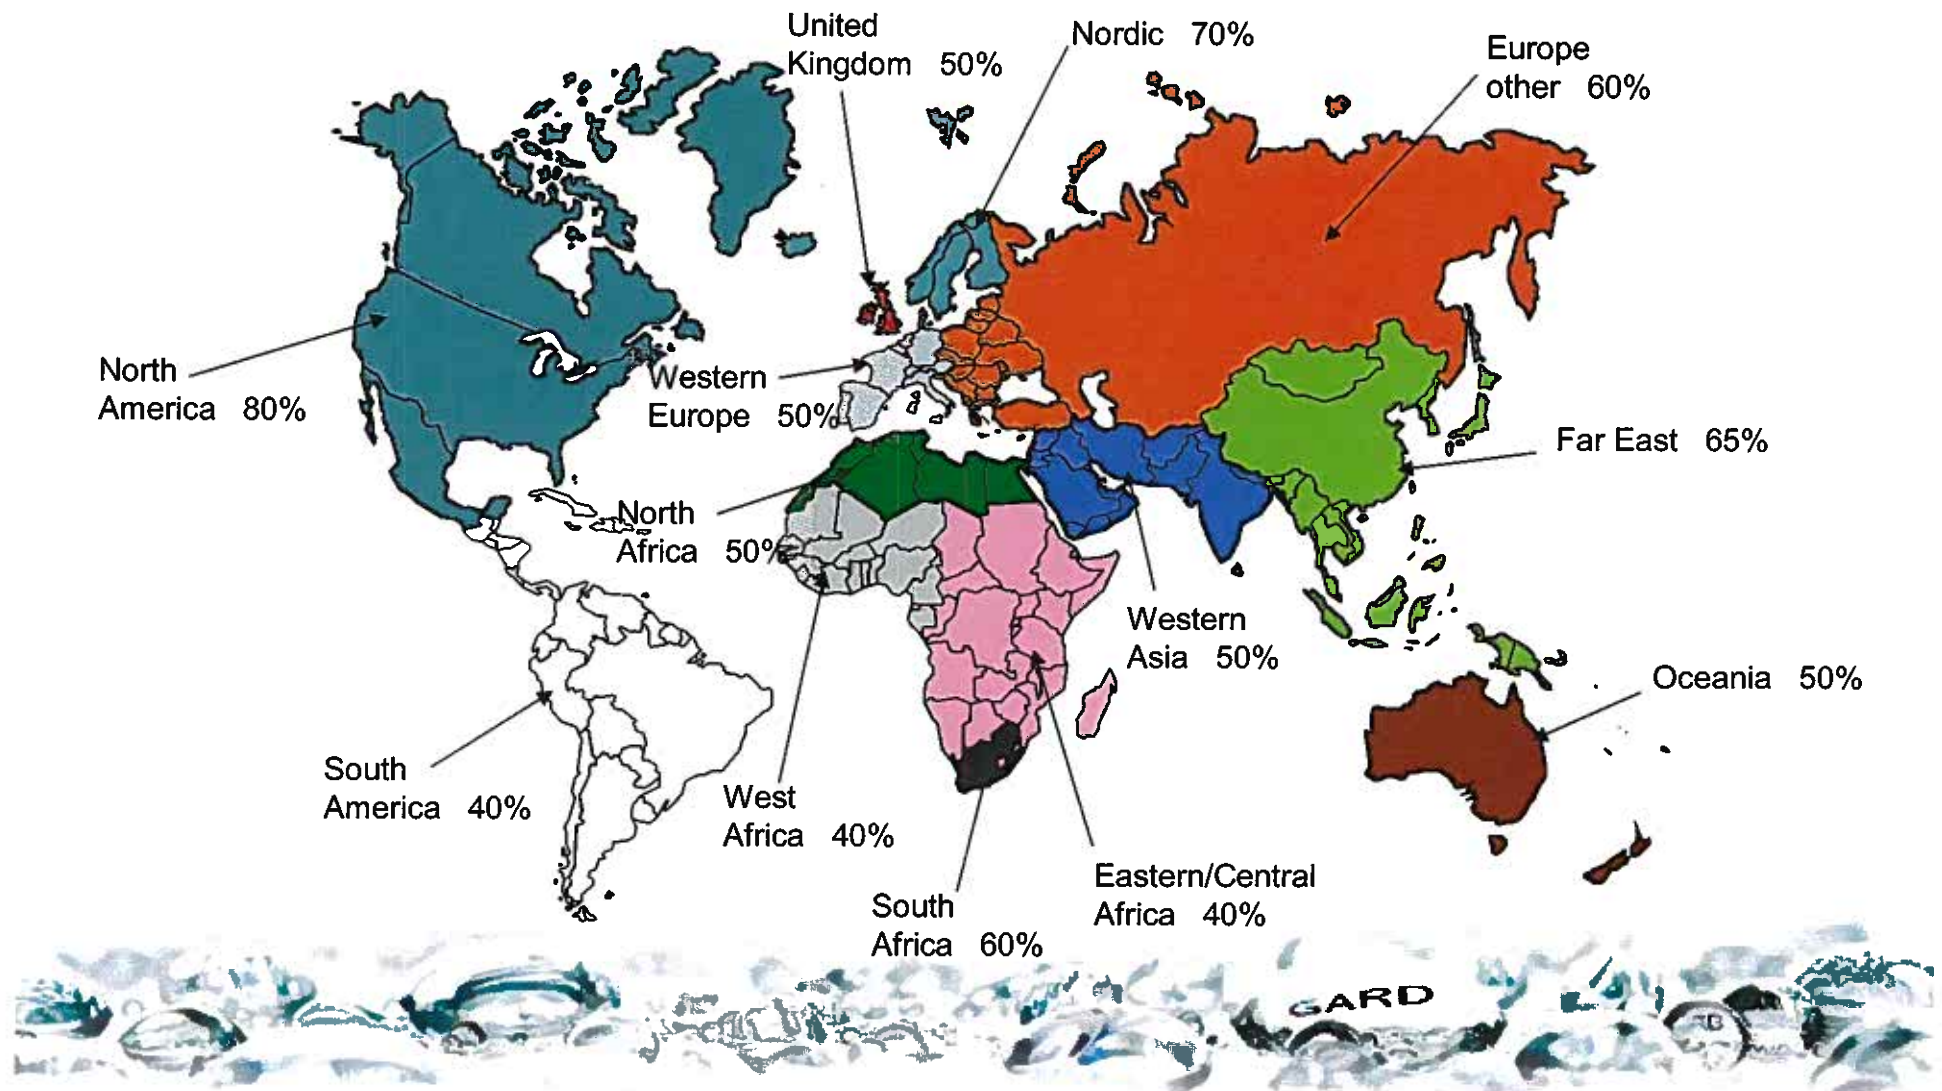 United
Kingdom 50%
Nordic 70%
Europe
other 60%
North
America 80%
Western
Europe 50%
Far East 65%
North
Africa 50%
Western
Asia 50%
Oceania 50%
South
America 40%
West
Africa 40%
Eastern/Central
Africa 40%
South
Africa 60%
GARD